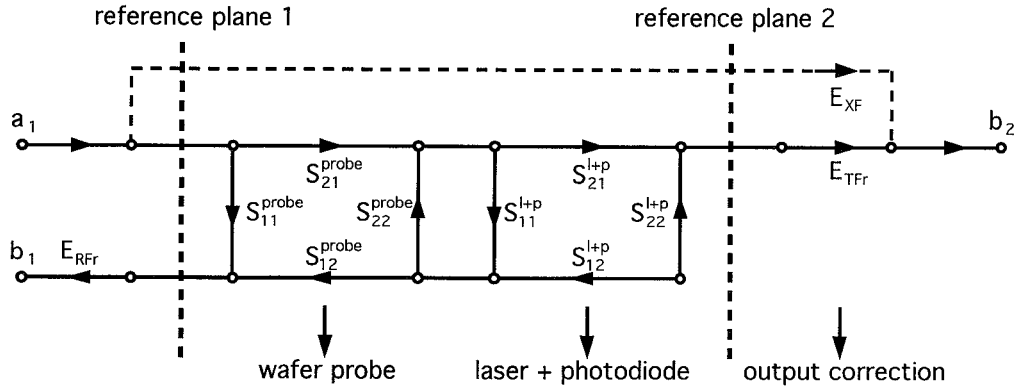 reference plane 1
reference plane 2
E_XF
a_1
b_2
S_21^probe
S_21^l+p
E_TFr
S_11^probe
S_22^probe
S_11^l+p
S_22^l+p
b_1
E_RFr
S_12^probe
S_12^l+p
wafer probe
laser + photodiode
output correction